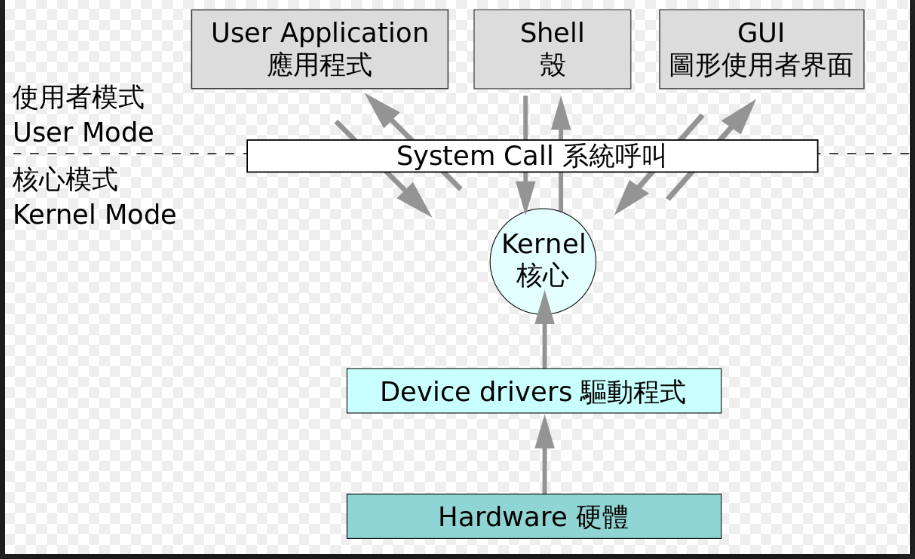 User Application
應用程式
Shell
殼
GUI
圖形使用者界面
使用者模式
User Mode
System Call 系統呼叫
核心模式
Kernel Mode
Kernel
核心
Device drivers 驅動程式
Hardware 硬體